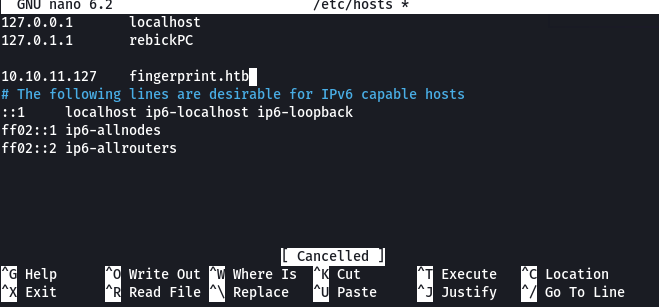 GNU nano 6.2 /etc/hosts *
127.0.0.1 localhost
127.0.1.1 rebickPC
10.10.11.127 fingerprint.htb
# The following lines are desirable for IPv6 capable hosts
::1 localhost ip6-localhost ip6-loopback
ff02::1 ip6-allnodes
ff02::2 ip6-allrouters
[ Cancelled ]
^G Help ^O Write Out ^W Where Is ^K Cut ^T Execute ^C Location
^X Exit ^R Read File ^\ Replace ^U Paste ^J Justify ^/ Go To Line